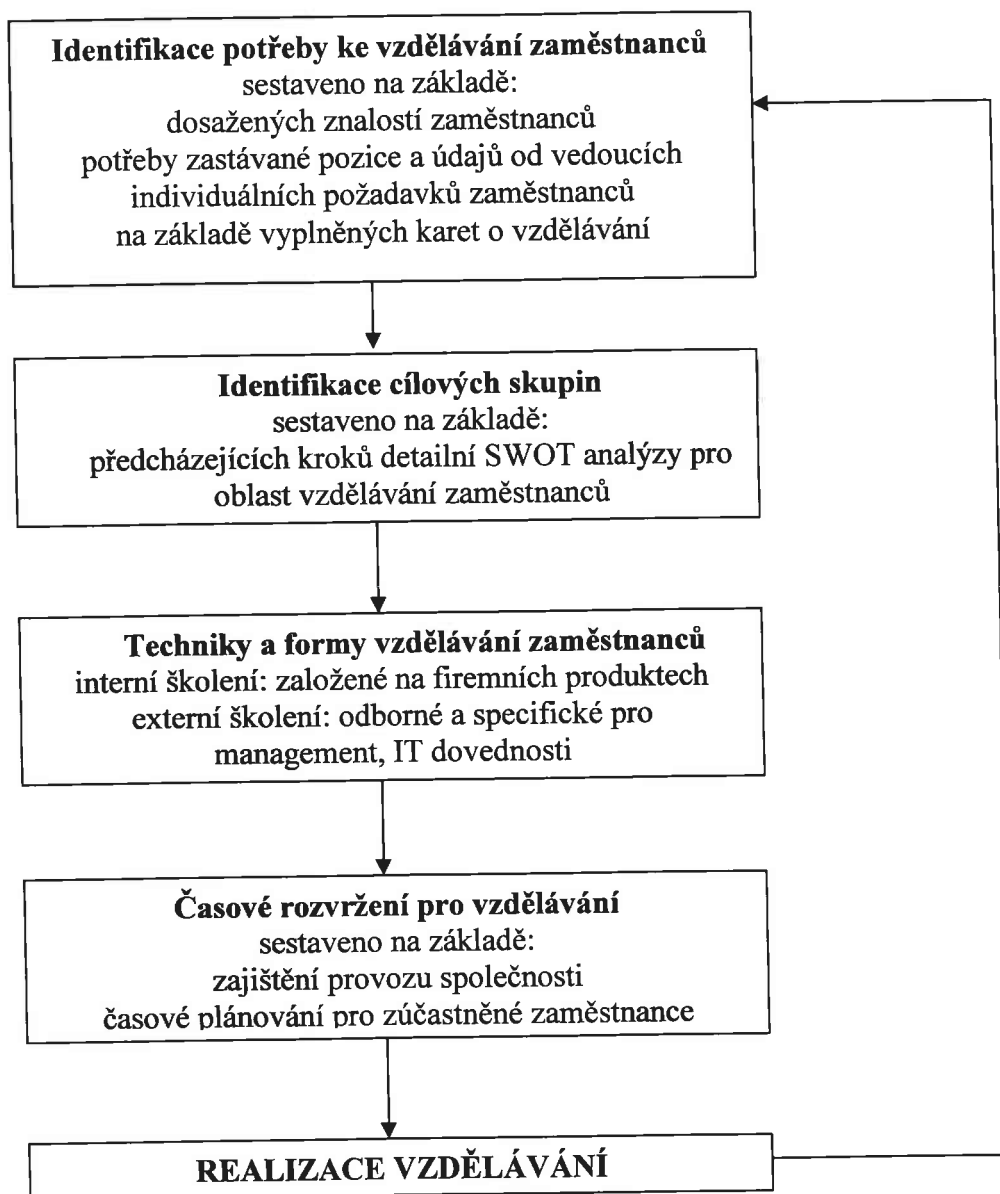 Identifikace potřeby ke vzdělávání zaměstnanců
sestaveno na základě:
dosažených znalostí zaměstnanců
potřeby zastávané pozice a údajů od vedoucích
individuálních požadavků zaměstnanců
na základě vyplněných karet o vzdělávání
Identifikace cílových skupin
sestaveno na základě:
předcházejících kroků detailní SWOT analýzy pro
oblast vzdělávání zaměstnanců
Techniky a formy vzdělávání zaměstnanců
interní školení: založené na firemních produktech
externí školení: odborné a specifické pro
management, IT dovednosti
Časové rozvržení pro vzdělávání
sestaveno na základě:
zajištění provozu společnosti
časové plánování pro zúčastněné zaměstnance
REALIZACE VZDĚLÁVÁNÍ